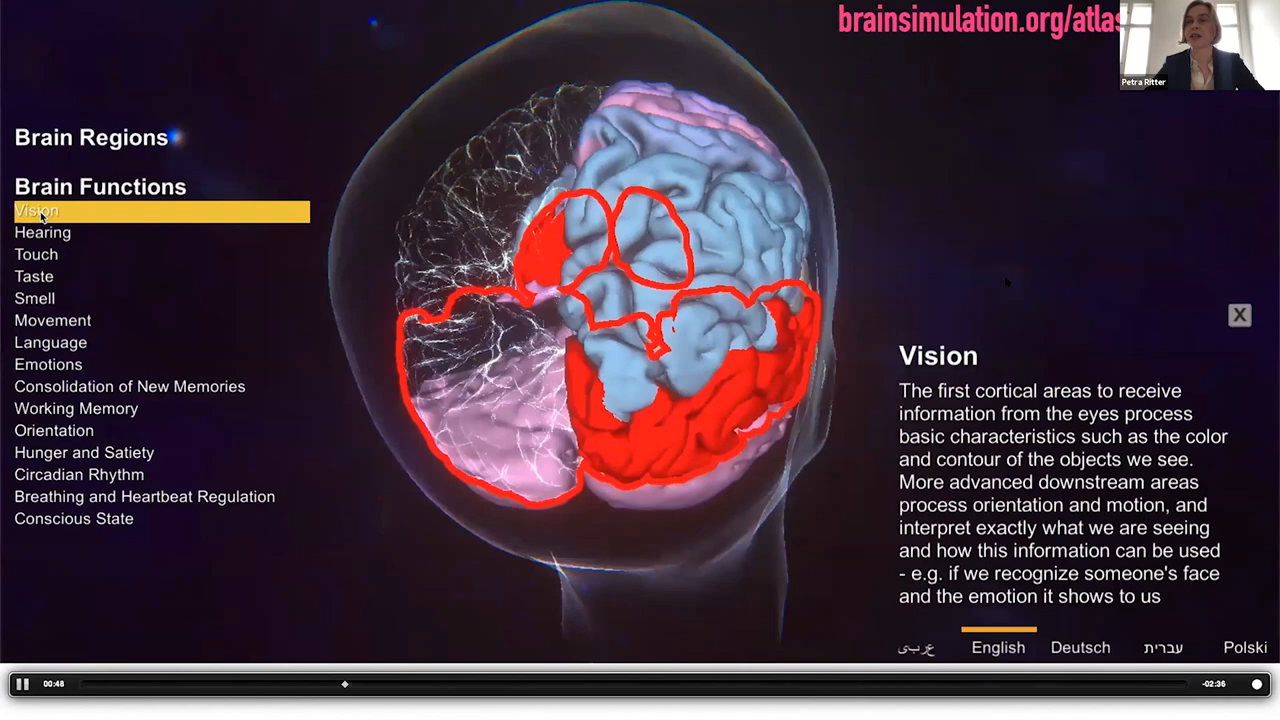 brainsimulation.org/atlas
Petra Ritter
Brain Regions
Brain Functions
Vision
Hearing
Touch
Taste
Smell
Movement
Language
Emotions
Consolidation of New Memories
Working Memory
Orientation
Hunger and Satiety
Circadian Rhythm
Breathing and Heartbeat Regulation
Conscious State
X
Vision
The first cortical areas to receive
information from the eyes process
basic characteristics such as the color
and contour of the objects we see.
More advanced downstream areas
process orientation and motion, and
interpret exactly what we are seeing
and how this information can be used
- e.g. if we recognize someone's face
and the emotion it shows to us
عربى English Deutsch עברית Polski
00:48 -02:36